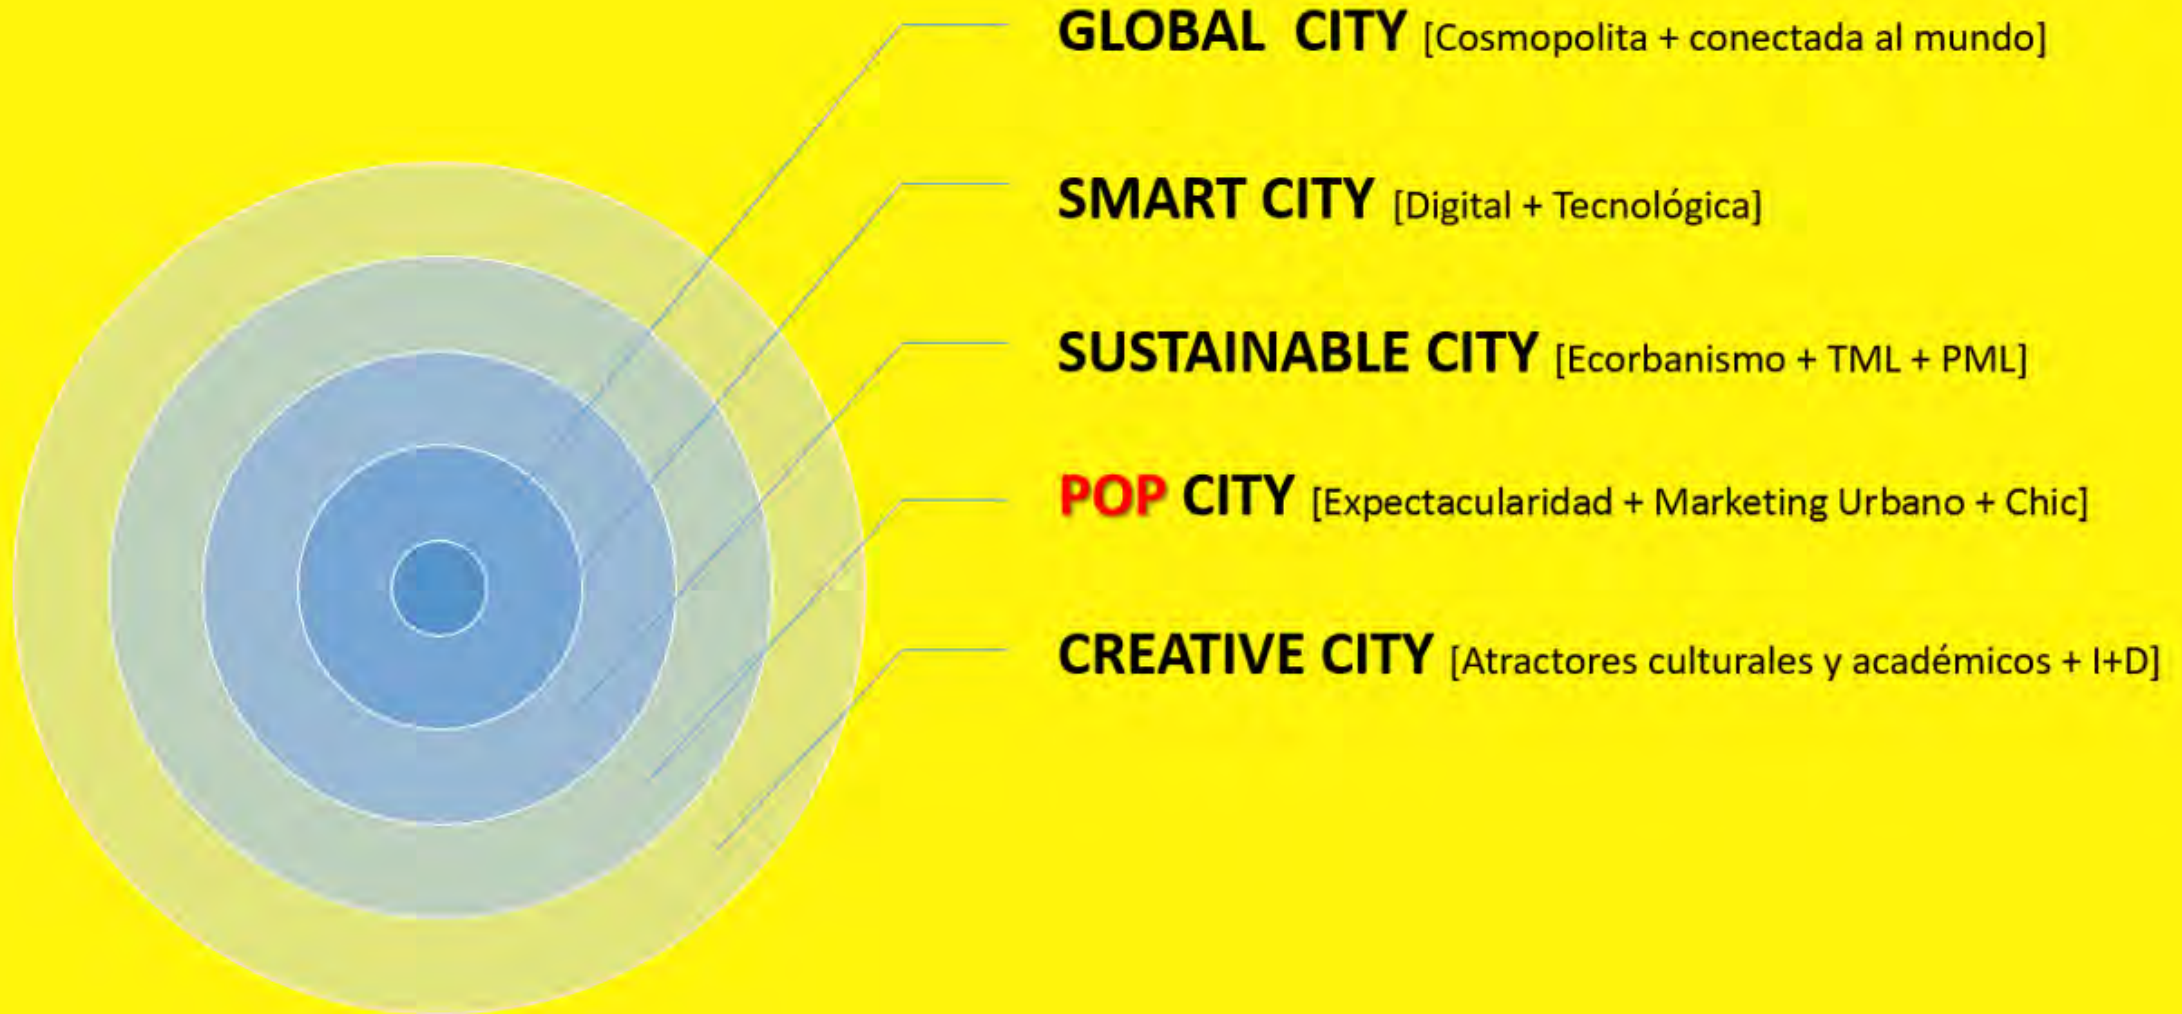 GLOBAL CITY [Cosmopolita + conectada al mundo]
SMART CITY [Digital + Tecnológica]
SUSTAINABLE CITY [Ecorbanismo + TML + PML]
POP CITY [Expectacularidad + Marketing Urbano + Chic]
CREATIVE CITY [Atractores culturales y académicos + I+D]